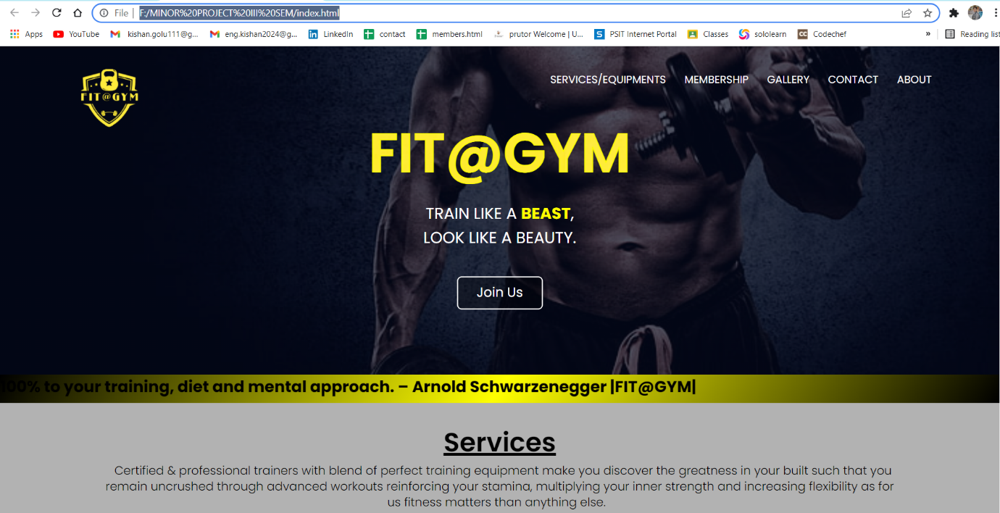 File | F:/MINOR%20PROJECT%20III%20SEM/index.html
Apps YouTube kishan.golu111@g... eng.kishan2024@g... LinkedIn contact members.html prutor Welcome | U... PSIT Internet Portal Classes sololearn Codechef » Reading list
FIT@GYM
SERVICES/EQUIPMENTS MEMBERSHIP GALLERY CONTACT ABOUT
FIT@GYM
TRAIN LIKE A BEAST,
LOOK LIKE A BEAUTY.
Join Us
100% to your training, diet and mental approach. – Arnold Schwarzenegger |FIT@GYM|
Services
Certified & professional trainers with blend of perfect training equipment make you discover the greatness in your built such that you
remain uncrushed through advanced workouts reinforcing your stamina, multiplying your inner strength and increasing flexibility as for
us fitness matters than anything else.